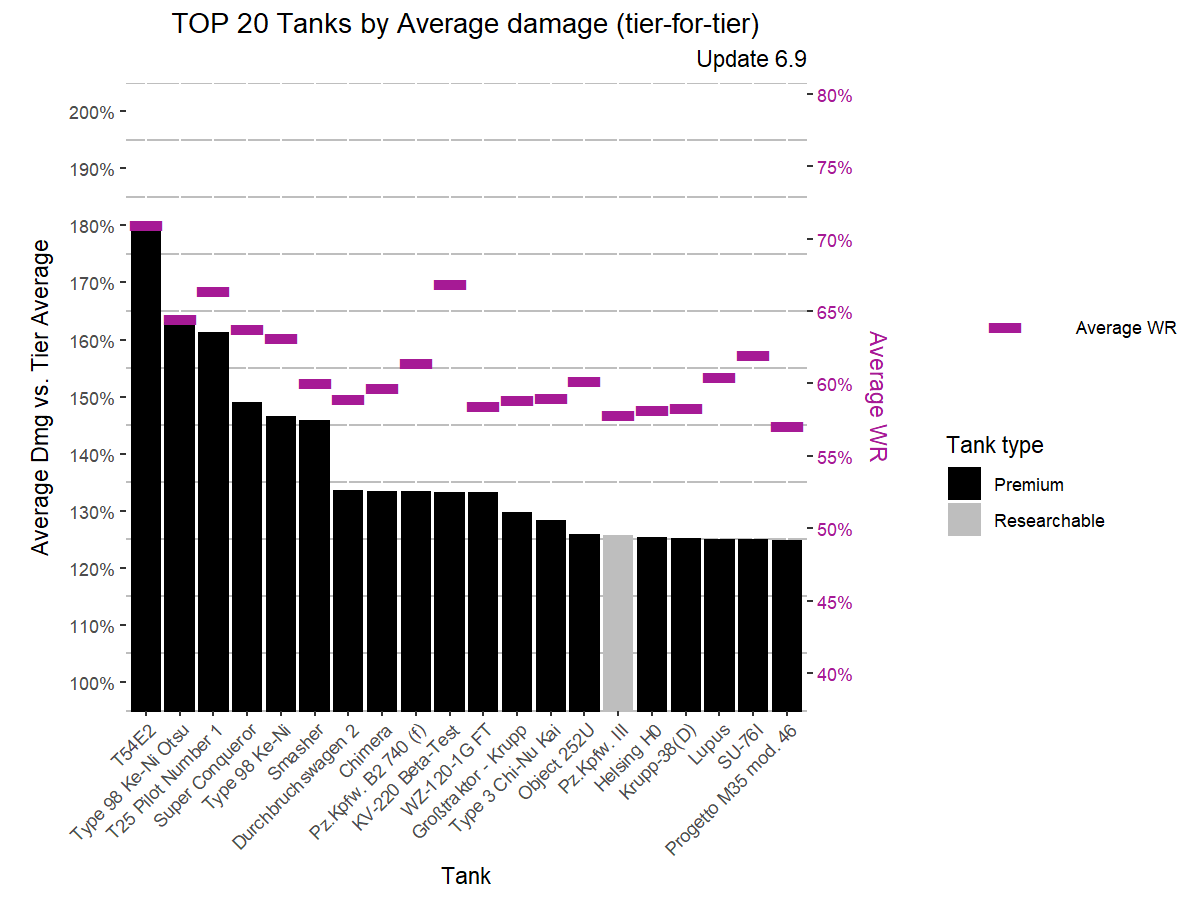 TOP 20 Tanks by Average damage (tier-for-tier)
Update 6.9
Average Dmg vs. Tier Average
200%
190%
180%
170%
160%
150%
140%
130%
120%
110%
100%
80%
75%
70%
65%
60%
55%
50%
45%
40%
Average WR
Average WR
Tank type
Premium
Researchable
T54E2
Type 98 Ke-Ni Otsu
T25 Pilot Number 1
Super Conqueror
Type 98 Ke-Ni
Smasher
Durchbruchswagen 2
Chimera
Pz.Kpfw. B2 740 (f)
KV-220 Beta-Test
WZ-120-1G FT
Großtraktor - Krupp
Type 3 Chi-Nu Kai
Object 252U
Pz.Kpfw. III
Helsing H0
Krupp-38(D)
Lupus
SU-76I
Progetto M35 mod. 46
Tank